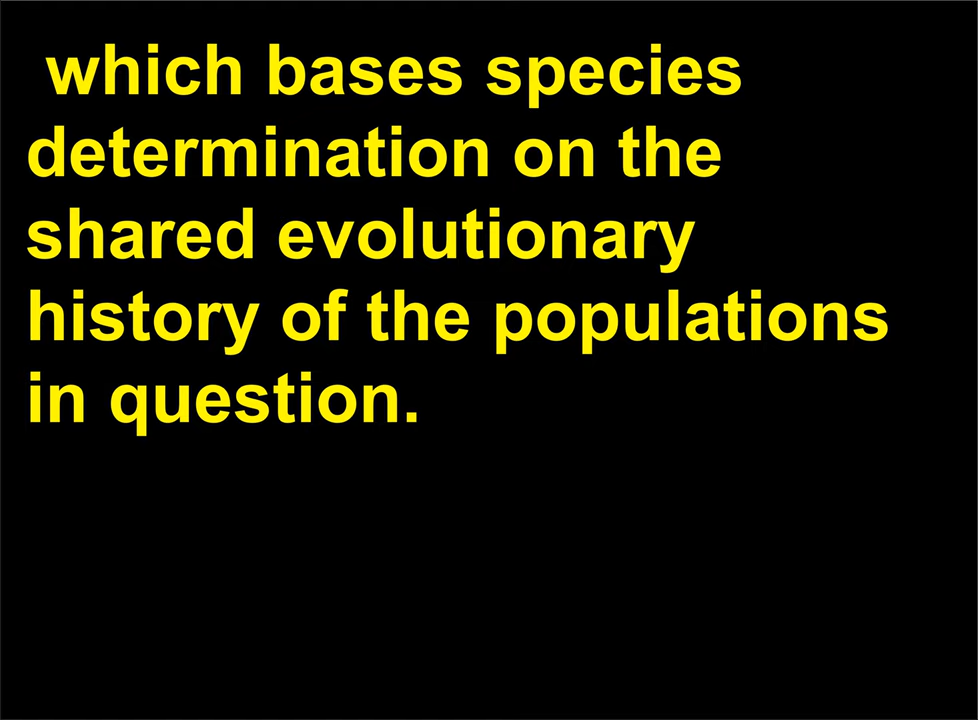 which bases species
determination on the
shared evolutionary
history of the populations
in question.